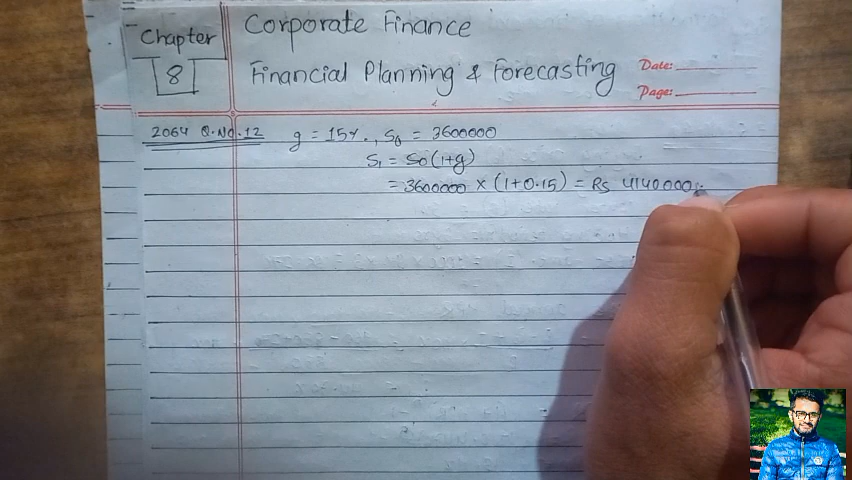 Chapter
8
Corporate Finance
Financial Planning & Forecasting
Date:
Page:
2064 Q.No.12 g = 15%, S0 = 3600000
S1 = S0(1+g)
= 3600000 × (1+0.15) = Rs 4140000